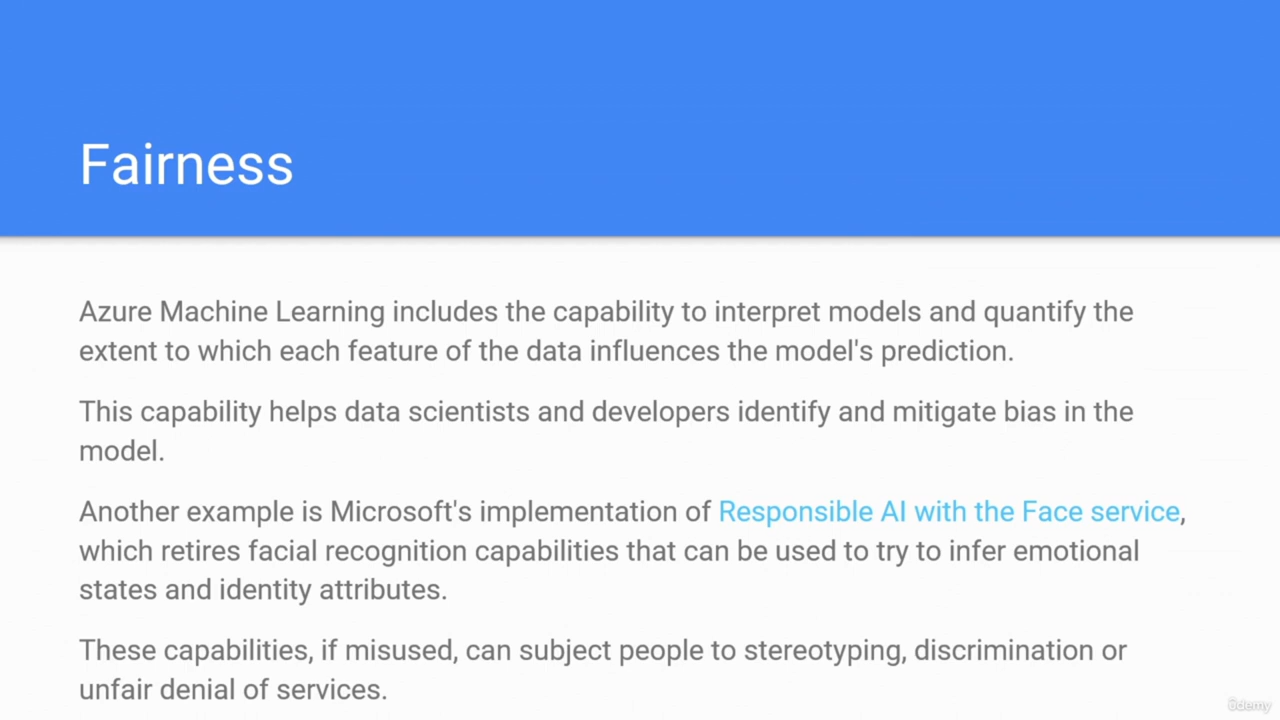 Fairness
Azure Machine Learning includes the capability to interpret models and quantify the
extent to which each feature of the data influences the model's prediction.
This capability helps data scientists and developers identify and mitigate bias in the
model.
Another example is Microsoft's implementation of Responsible AI with the Face service,
which retires facial recognition capabilities that can be used to try to infer emotional
states and identity attributes.
These capabilities, if misused, can subject people to stereotyping, discrimination or
unfair denial of services.
ûdemy